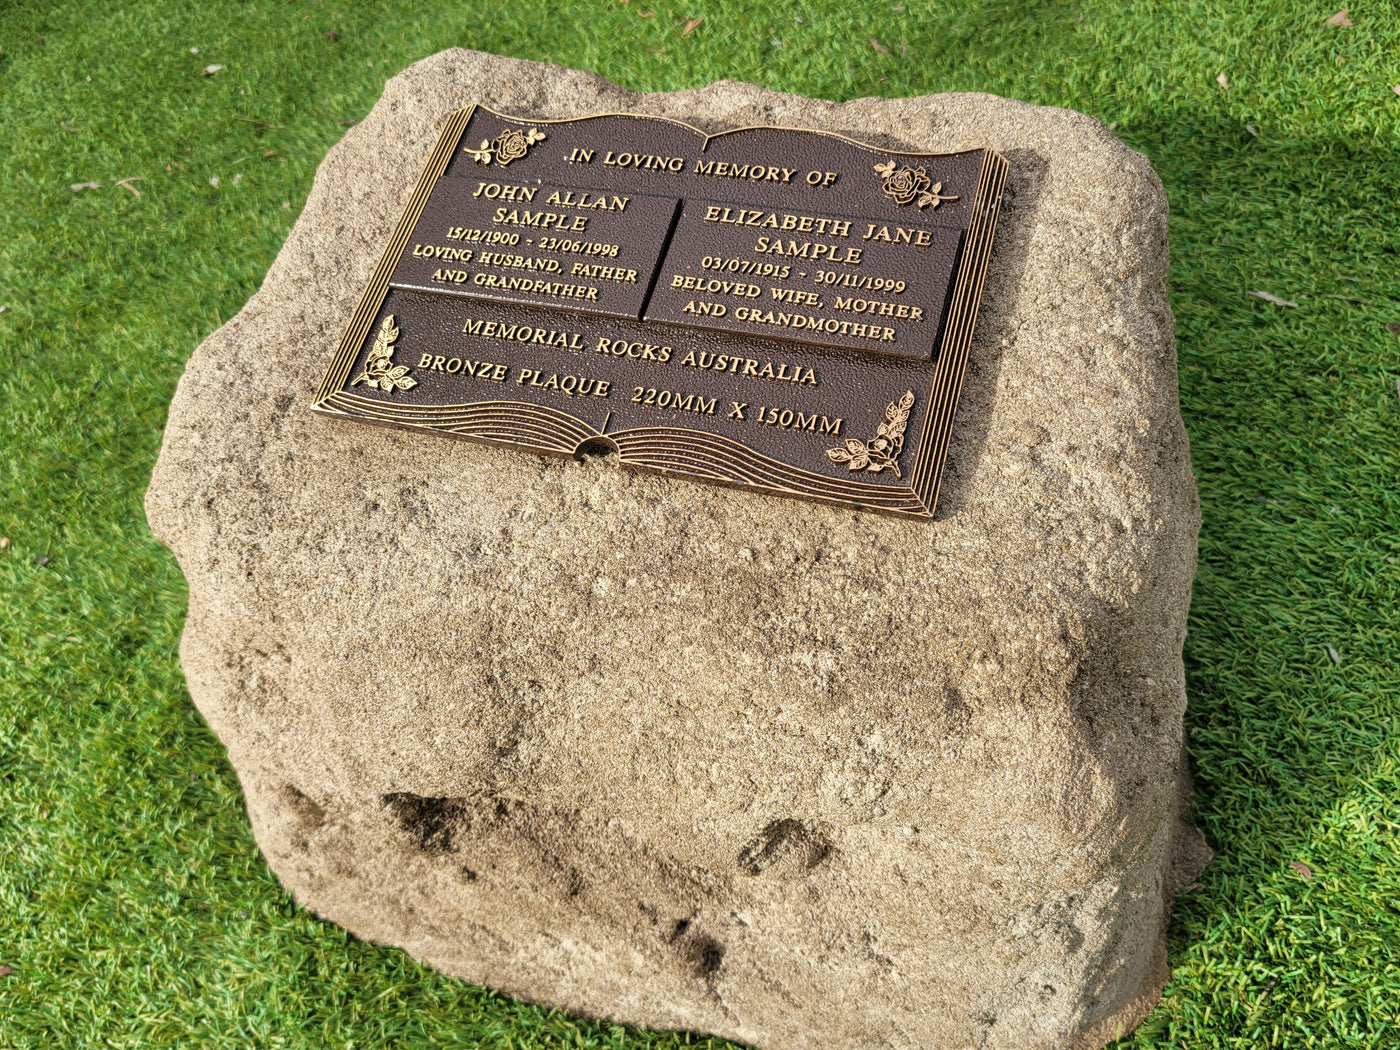 IN LOVING MEMORY OF
JOHN ALLAN
SAMPLE
15/12/1900 - 23/06/1998
LOVING HUSBAND, FATHER
AND GRANDFATHER
ELIZABETH JANE
SAMPLE
03/07/1915 - 30/11/1999
BELOVED WIFE, MOTHER
AND GRANDMOTHER
MEMORIAL ROCKS AUSTRALIA
BRONZE PLAQUE 220MM X 150MM